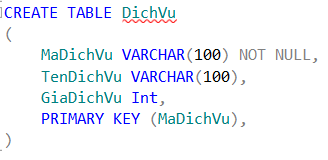 CREATE TABLE DichVu
(
    MaDichVu VARCHAR(100) NOT NULL,
    TenDichVu VARCHAR(100),
    GiaDichVu Int,
    PRIMARY KEY (MaDichVu),
)